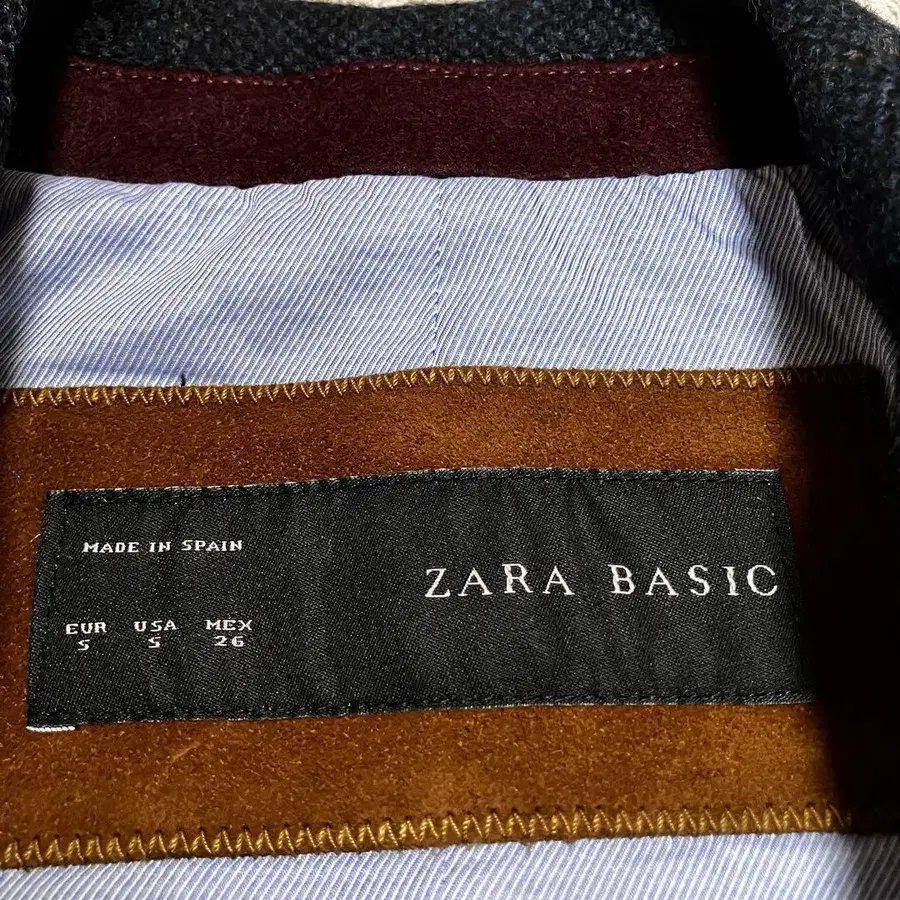 MADE IN SPAIN
ZARA BASIC
EUR USA MEX
S S 26